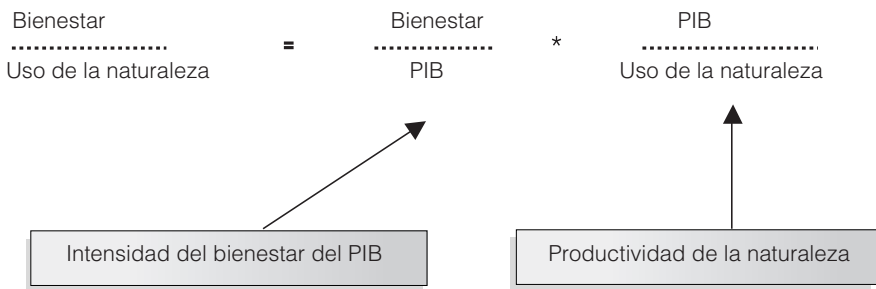 Bienestar Bienestar PIB
= *
Uso de la naturaleza PIB Uso de la naturaleza
Intensidad del bienestar del PIB Productividad de la naturaleza